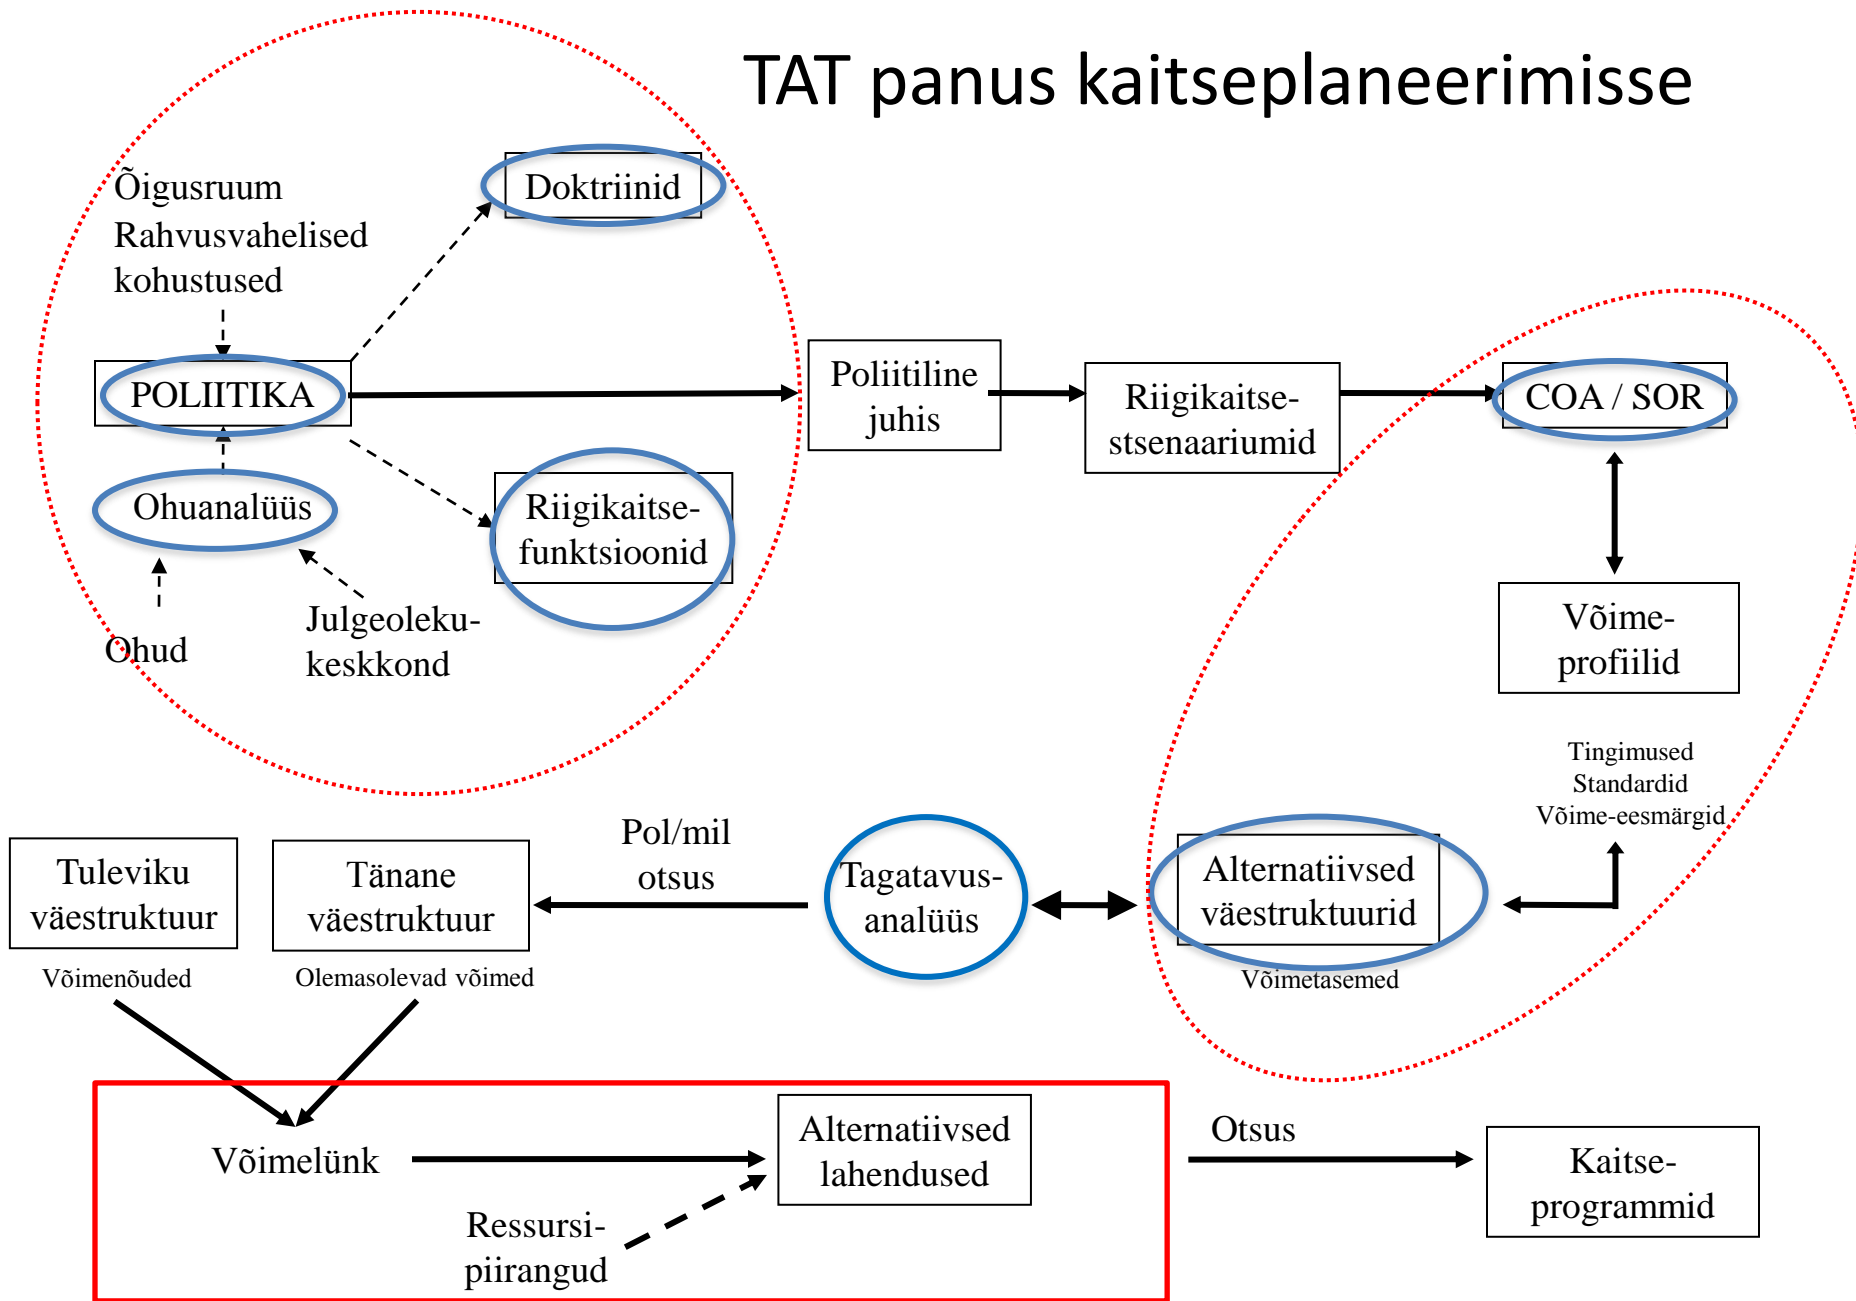 TAT panus kaitseplaneerimisse
Õigusruum
Rahvusvahelised
kohustused
Doktriinid
POLIITIKA
Poliitiline
juhis
Riigikaitse-
stsenaariumid
COA / SOR
Ohuanalüüs
Riigikaitse-
funktsioonid
Ohud
Julgeoleku-
keskkond
Võime-
profiilid
Tingimused
Standardid
Võime-eesmärgid
Tuleviku
väestruktuur
Tänane
väestruktuur
Pol/mil
otsus
Tagatavus-
analüüs
Alternatiivsed
väestruktuurid
Võimenõuded
Olemasolevad võimed
Võimetasemed
Võimelünk
Alternatiivsed
lahendused
Ressursi-
piirangud
Otsus
Kaitse-
programmid